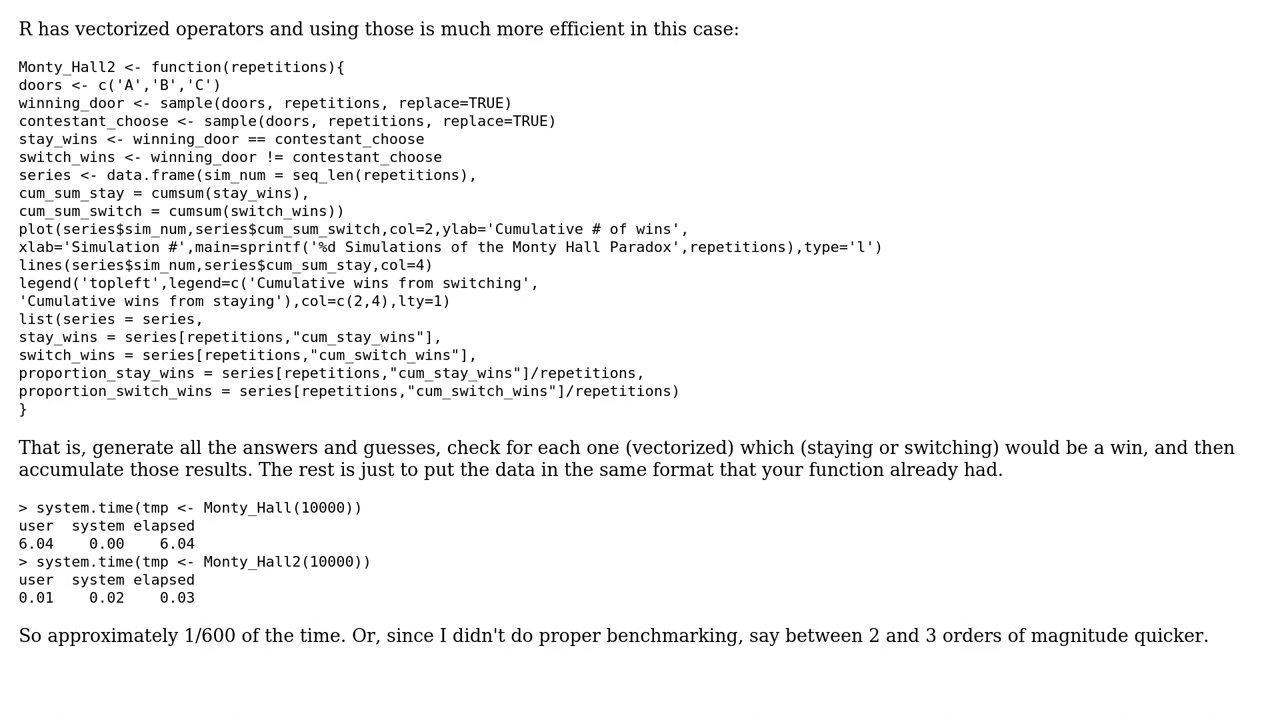 R has vectorized operators and using those is much more efficient in this case:
Monty_Hall2 <- function(repetitions){
doors <- c('A','B','C')
winning_door <- sample(doors, repetitions, replace=TRUE)
contestant_choose <- sample(doors, repetitions, replace=TRUE)
stay_wins <- winning_door == contestant_choose
switch_wins <- winning_door != contestant_choose
series <- data.frame(sim_num = seq_len(repetitions),
cum_sum_stay = cumsum(stay_wins),
cum_sum_switch = cumsum(switch_wins))
plot(series$sim_num,series$cum_sum_switch,col=2,ylab='Cumulative # of wins',
xlab='Simulation #',main=sprintf('%d Simulations of the Monty Hall Paradox',repetitions),type='l')
lines(series$sim_num,series$cum_sum_stay,col=4)
legend('topleft',legend=c('Cumulative wins from switching',
'Cumulative wins from staying'),col=c(2,4),lty=1)
list(series = series,
stay_wins = series[repetitions,"cum_stay_wins"],
switch_wins = series[repetitions,"cum_switch_wins"],
proportion_stay_wins = series[repetitions,"cum_stay_wins"]/repetitions,
proportion_switch_wins = series[repetitions,"cum_switch_wins"]/repetitions)
}
That is, generate all the answers and guesses, check for each one (vectorized) which (staying or switching) would be a win, and then
accumulate those results. The rest is just to put the data in the same format that your function already had.
> system.time(tmp <- Monty_Hall(10000))
user  system elapsed
6.04    0.00    6.04
> system.time(tmp <- Monty_Hall2(10000))
user  system elapsed
0.01    0.02    0.03
So approximately 1/600 of the time. Or, since I didn't do proper benchmarking, say between 2 and 3 orders of magnitude quicker.